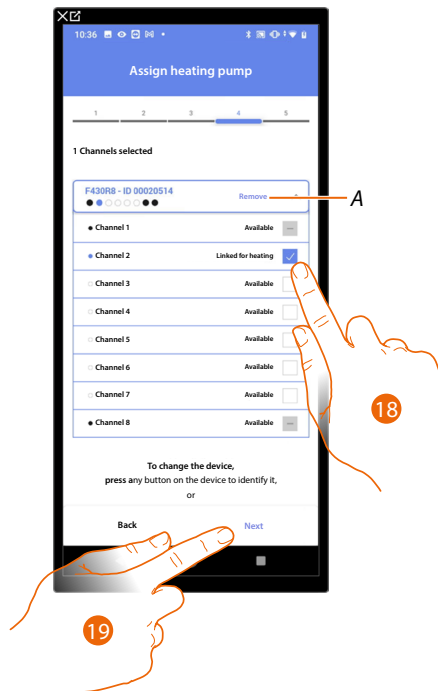 10:36
Assign heating pump
1 2 3 4 5
1 Channels selected
F430R8 - ID 00020514
Remove
A
Channel 1 Available
Channel 2 Linked for heating
Channel 3 Available
Channel 4 Available
Channel 5 Available
Channel 6 Available
Channel 7 Available
Channel 8 Available
18
To change the device,
press any button on the device to identify it,
or
Back Next
19